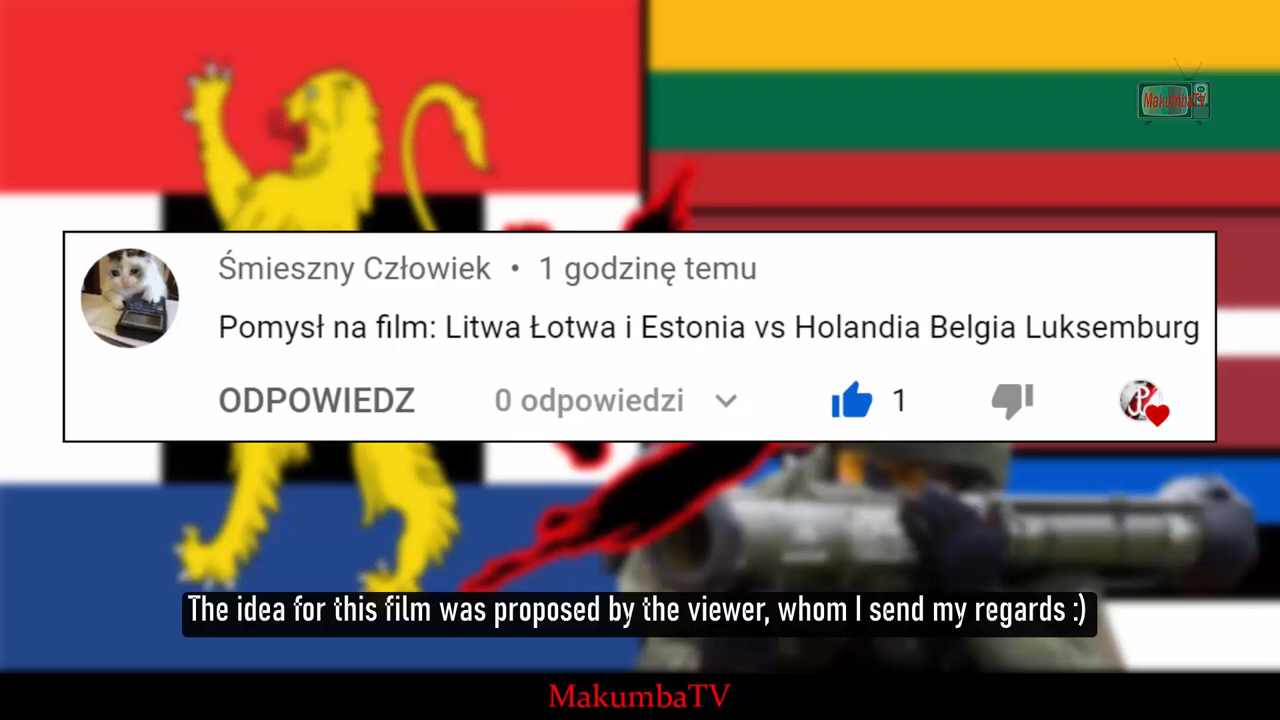 MakumbaTV
Śmieszny Człowiek • 1 godzinę temu
Pomysł na film: Litwa Łotwa i Estonia vs Holandia Belgia Luksemburg
ODPOWIEDZ 0 odpowiedzi 1
The idea for this film was proposed by the viewer, whom I send my regards :)
MakumbaTV